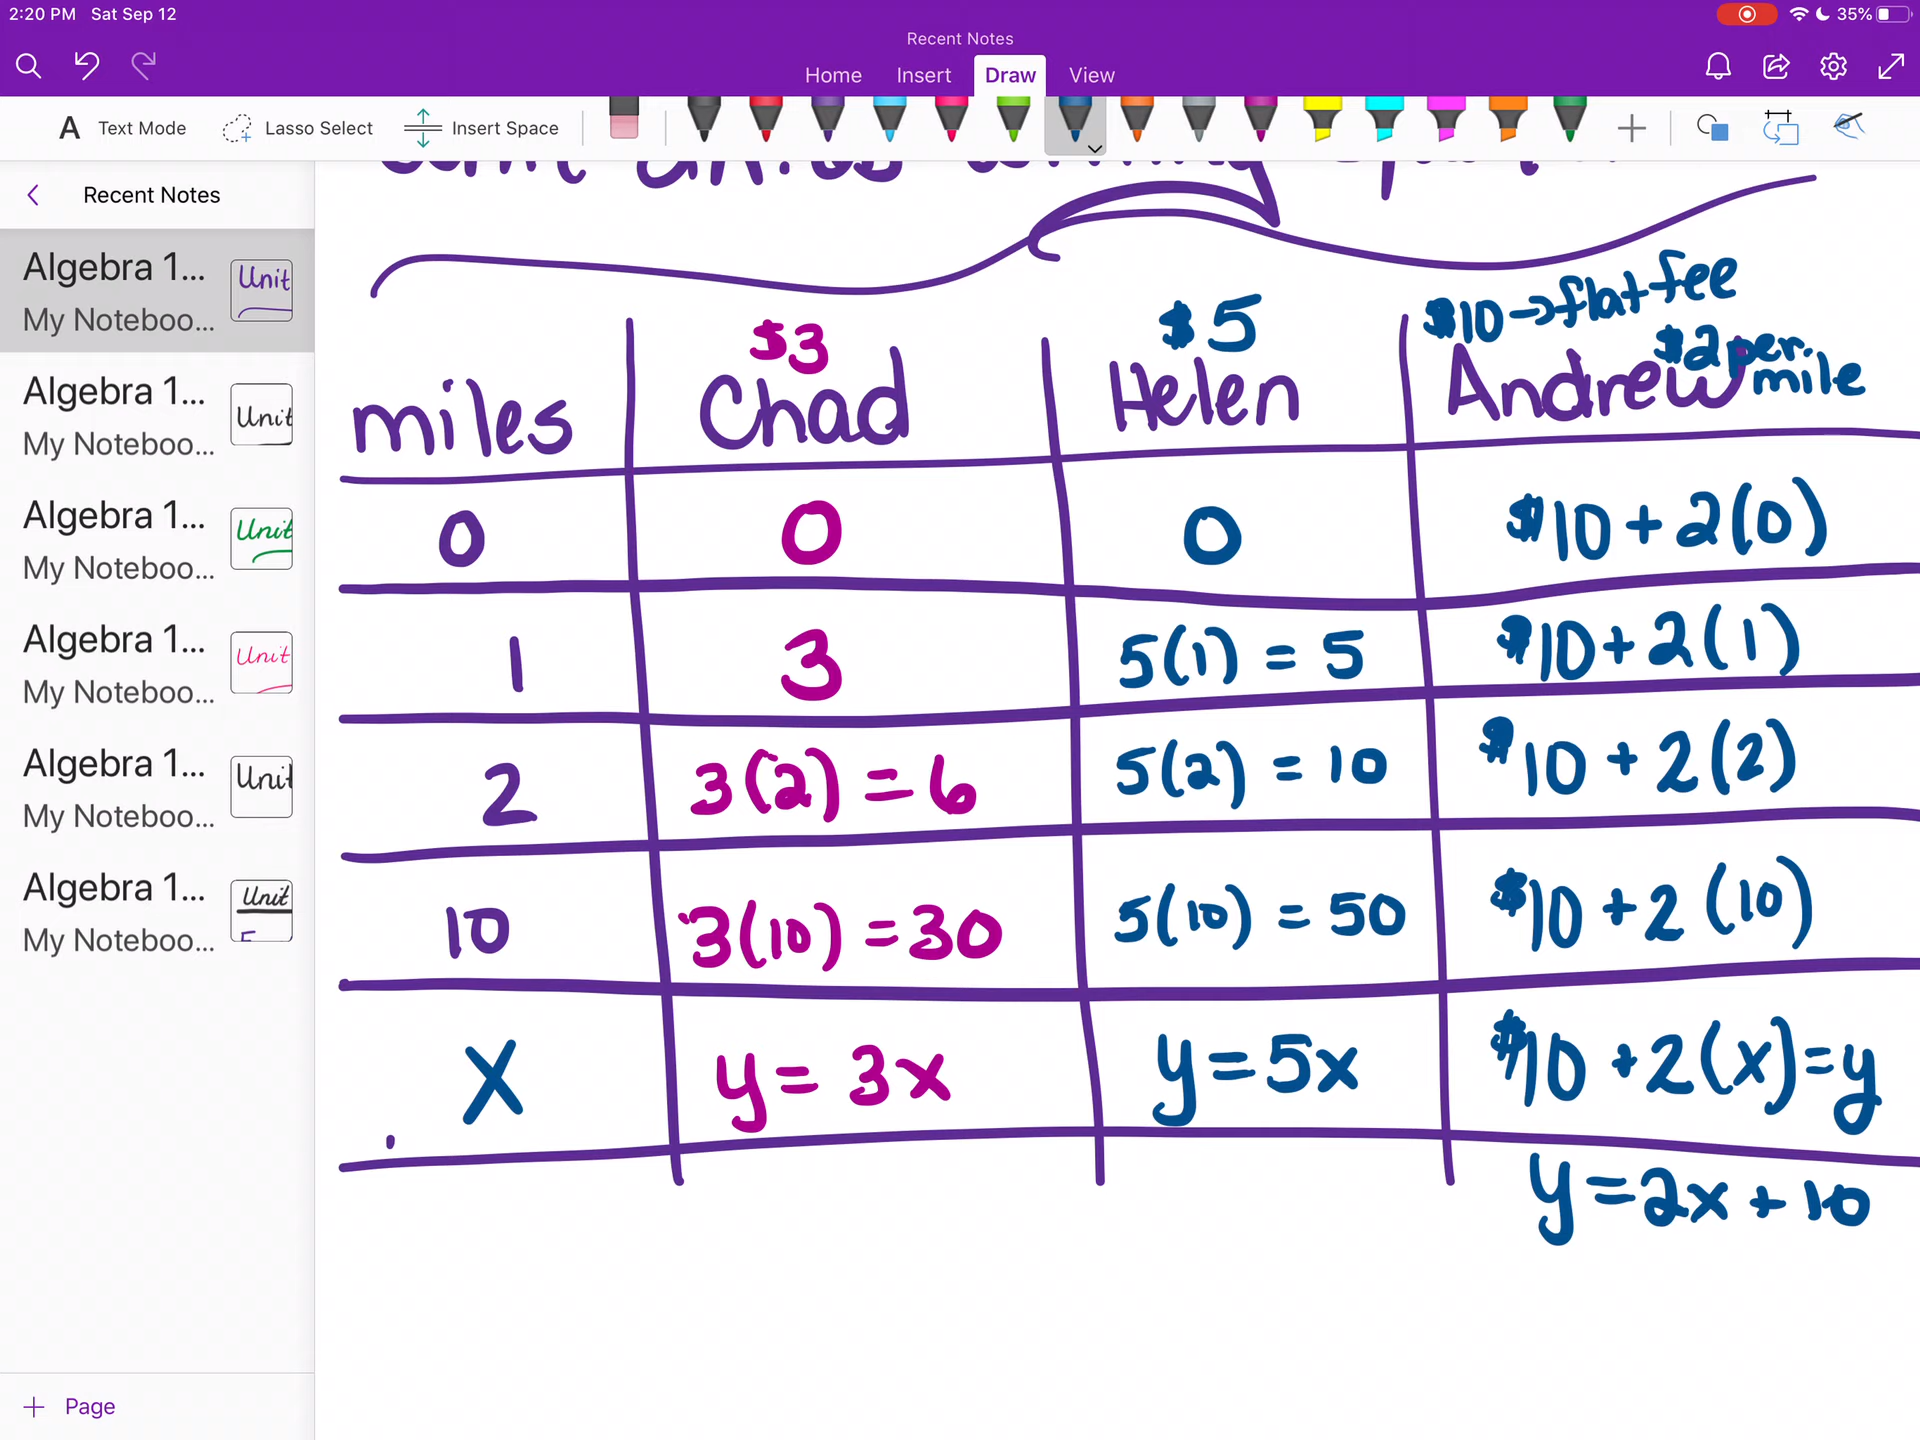 2:20 PM Sat Sep 12
35%
Recent Notes
Home Insert Draw View
A Text Mode Lasso Select Insert Space
Recent Notes
Algebra 1...
My Noteboo...
Unit
Algebra 1...
My Noteboo...
Unit
Algebra 1...
My Noteboo...
Unit
Algebra 1...
My Noteboo...
Unit
Algebra 1...
My Noteboo...
Unit
Algebra 1...
My Noteboo...
Unit
+ Page
$3 $5 $10→flat fee
$2 per mile
miles Chad Helen Andrew
0 0 0 $10+2(0)
1 3 5(1) = 5 $10+2(1)
2 3(2) = 6 5(2) = 10 $10+2(2)
10 3(10) = 30 5(10) = 50 $10+2(10)
X y = 3x y=5x $10+2(x)=y
y=2x+10